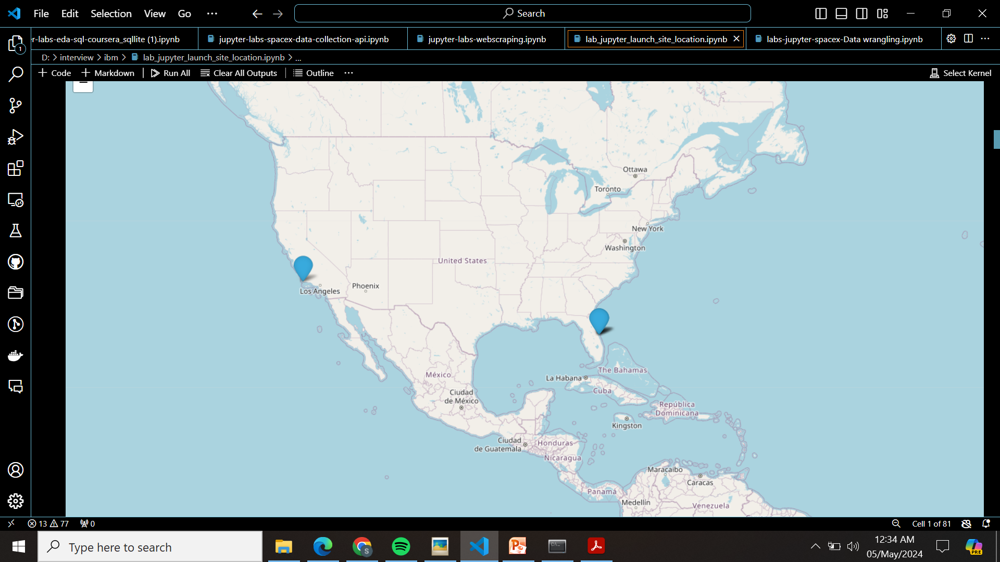 File Edit Selection View Go ... Search
er-labs-eda-sql-coursera_sqllite (1).ipynb jupyter-labs-spacex-data-collection-api.ipynb jupyter-labs-webscraping.ipynb lab_jupyter_launch_site_location.ipynb labs-jupyter-spacex-Data wrangling.ipynb
D: > interview > ibm > lab_jupyter_launch_site_location.ipynb > ...
+ Code + Markdown Run All Clear All Outputs Outline ... Select Kernel
1
Ottawa
Toronto
New York
Washington
United States
Los Angeles
Phoenix
México
Ciudad
de México
La Habana
The Bahamas
Cuba
República
Dominicana
Kingston
Ciudad
de Guatemala
Honduras
Nicaragua
Maracaibo
Caracas
Panamá
Medellín
Venezuela
13 77 0 Cell 1 of 81
Type here to search
S
C:\_
PRE
12:34 AM
05/May/2024